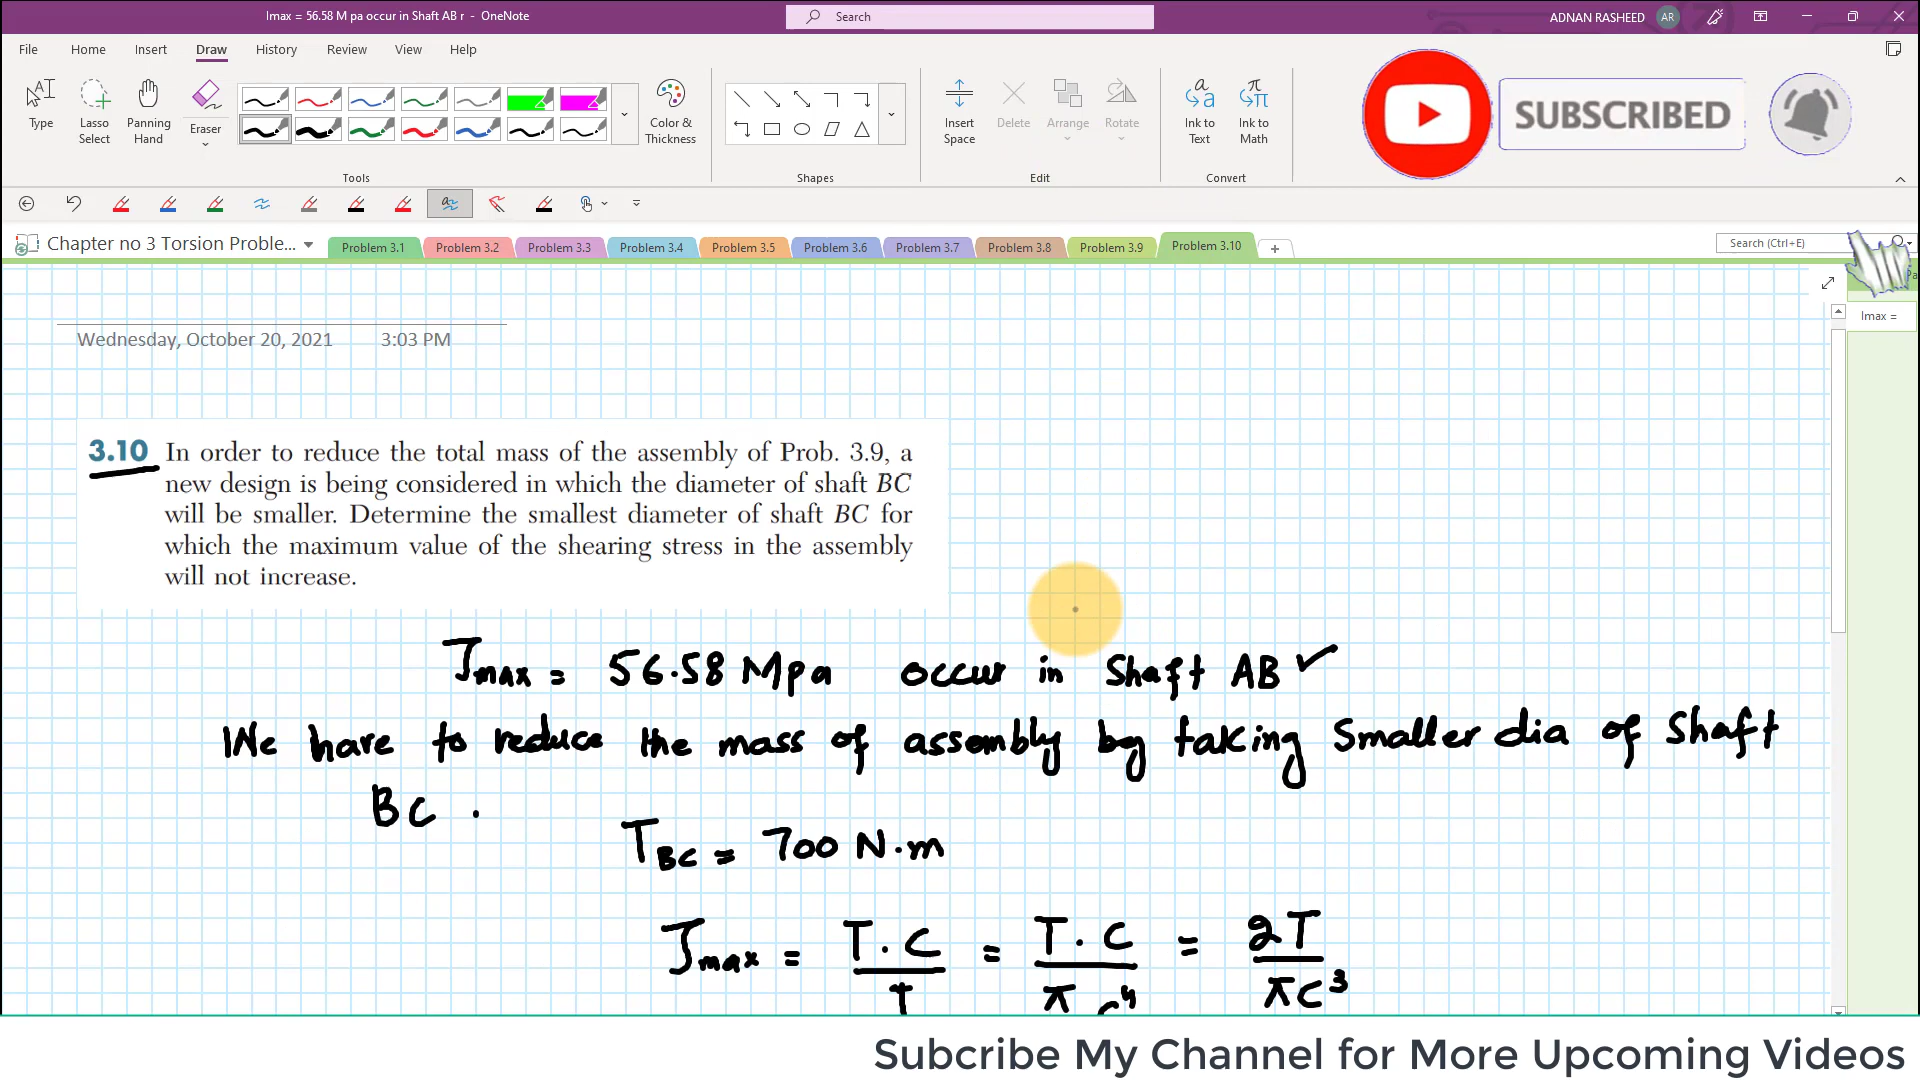 Imax = 56.58 M pa occur in Shaft AB r - OneNote
Search
ADNAN RASHEED
AR
File Home Insert Draw History Review View Help
Type
Lasso Select
Panning Hand
Eraser
Color & Thickness
Insert Space
Delete
Arrange
Rotate
Ink to Text
Ink to Math
Tools
Shapes
Edit
Convert
SUBSCRIBED
Chapter no 3 Torsion Proble...
Problem 3.1
Problem 3.2
Problem 3.3
Problem 3.4
Problem 3.5
Problem 3.6
Problem 3.7
Problem 3.8
Problem 3.9
Problem 3.10
Search (Ctrl+E)
Imax =
Wednesday, October 20, 2021 3:03 PM
3.10 In order to reduce the total mass of the assembly of Prob. 3.9, a
new design is being considered in which the diameter of shaft BC
will be smaller. Determine the smallest diameter of shaft BC for
which the maximum value of the shearing stress in the assembly
will not increase.
Jmax = 56.58 Mpa occur in Shaft AB ✓
We have to reduce the mass of assembly by taking Smaller dia of Shaft
BC .
TBC = 700 N.m
Jmax = T.C = T.C / π c⁴ = 2T / πc³
Subcribe My Channel for More Upcoming Videos